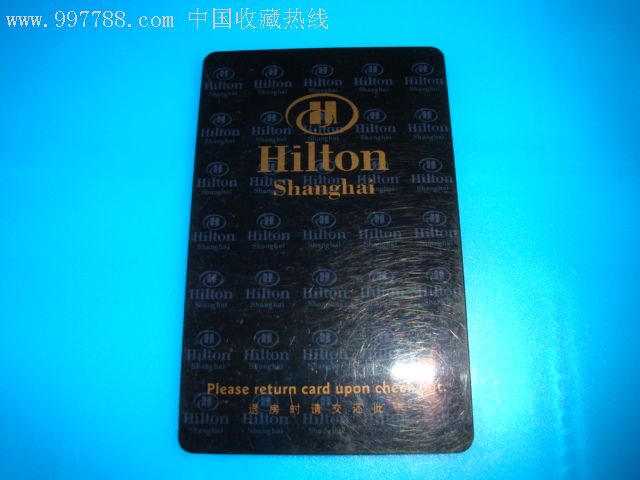 www.997788.com 中国收藏热线
Hilton
Shanghai
Please return card upon check out.
退房时请交还此卡